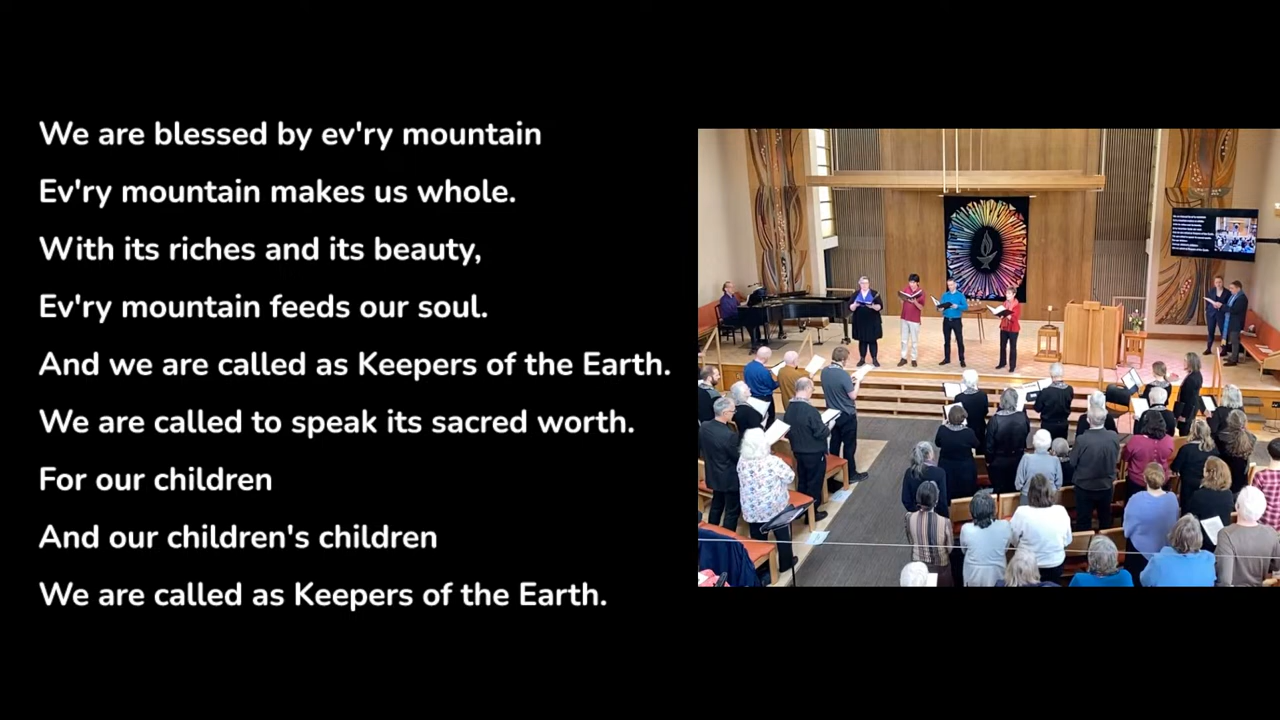 We are blessed by ev'ry mountain
Ev'ry mountain makes us whole.
With its riches and its beauty,
Ev'ry mountain feeds our soul.
And we are called as Keepers of the Earth.
We are called to speak its sacred worth.
For our children
And our children's children
We are called as Keepers of the Earth.